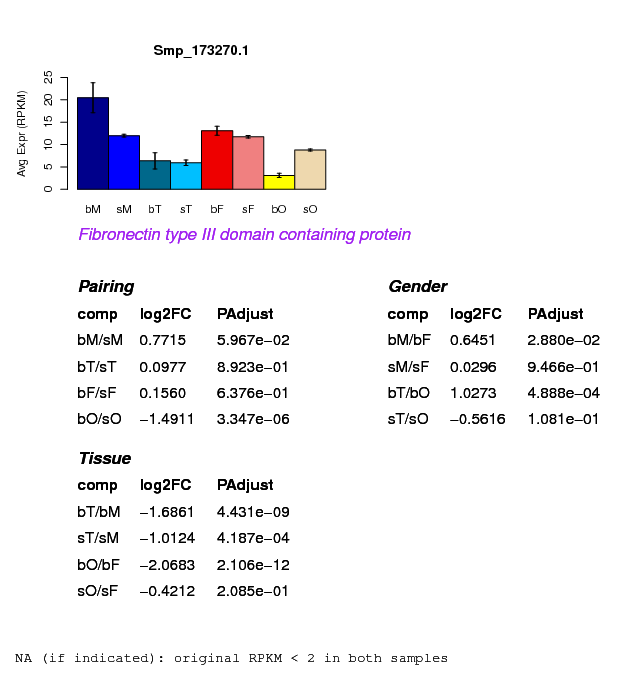 Smp_173270.1
Avg Expr (RPKM)
25
20
15
10
5
0
bM sM bT sT bF sF bO sO
Fibronectin type III domain containing protein
Pairing
comp log2FC PAdjust
bM/sM 0.7715 5.967e−02
bT/sT 0.0977 8.923e−01
bF/sF 0.1560 6.376e−01
bO/sO −1.4911 3.347e−06
Gender
comp log2FC PAdjust
bM/bF 0.6451 2.880e−02
sM/sF 0.0296 9.466e−01
bT/bO 1.0273 4.888e−04
sT/sO −0.5616 1.081e−01
Tissue
comp log2FC PAdjust
bT/bM −1.6861 4.431e−09
sT/sM −1.0124 4.187e−04
bO/bF −2.0683 2.106e−12
sO/sF −0.4212 2.085e−01
NA (if indicated): original RPKM < 2 in both samples